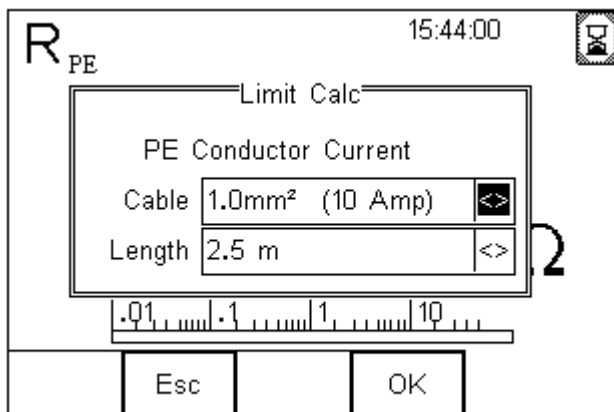 R PE 15:44:00
Limit Calc
PE Conductor Current
Cable 1.0mm² (10 Amp) <>
Length 2.5 m <>
Ω
.01 .1 1 10
Esc OK